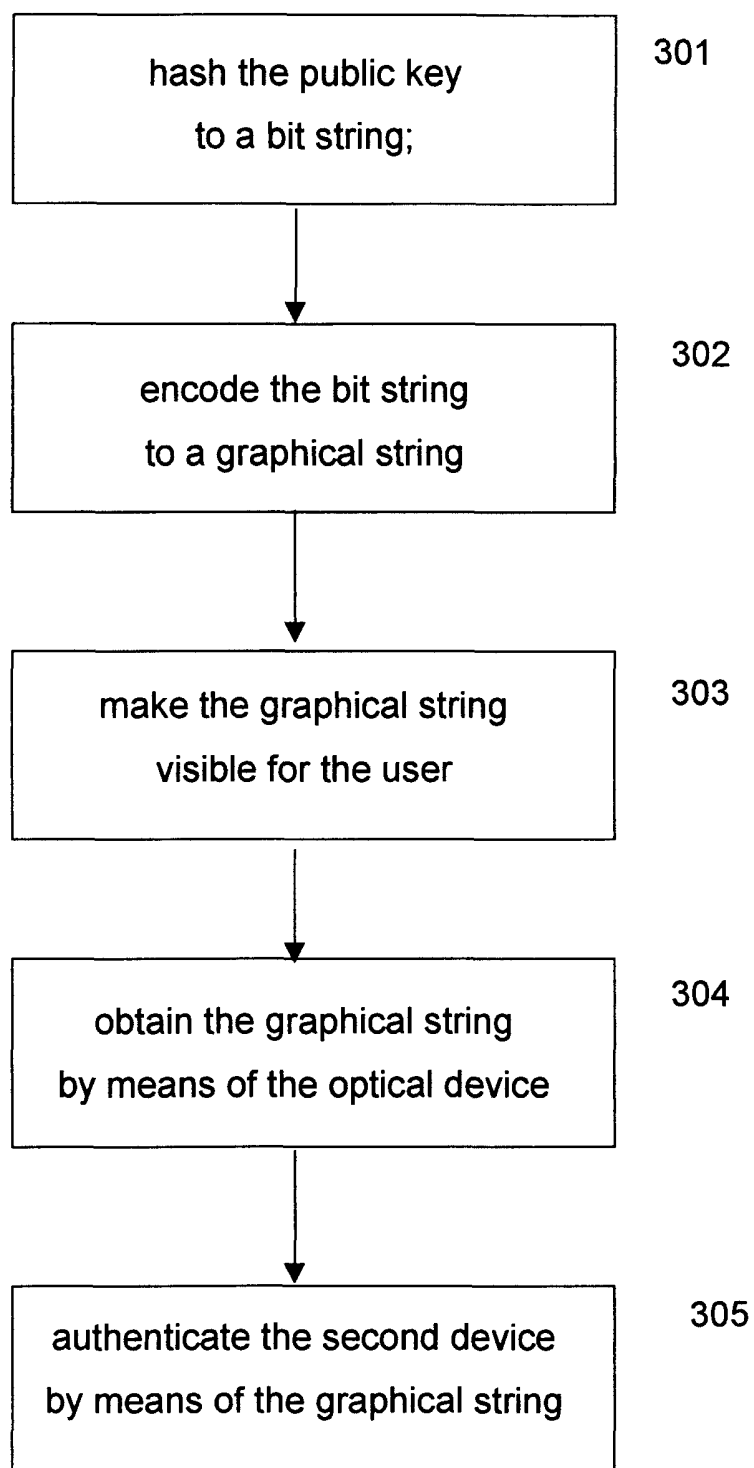 301
hash the public key
to a bit string;
302
encode the bit string
to a graphical string
303
make the graphical string
visible for the user
304
obtain the graphical string
by means of the optical device
305
authenticate the second device
by means of the graphical string